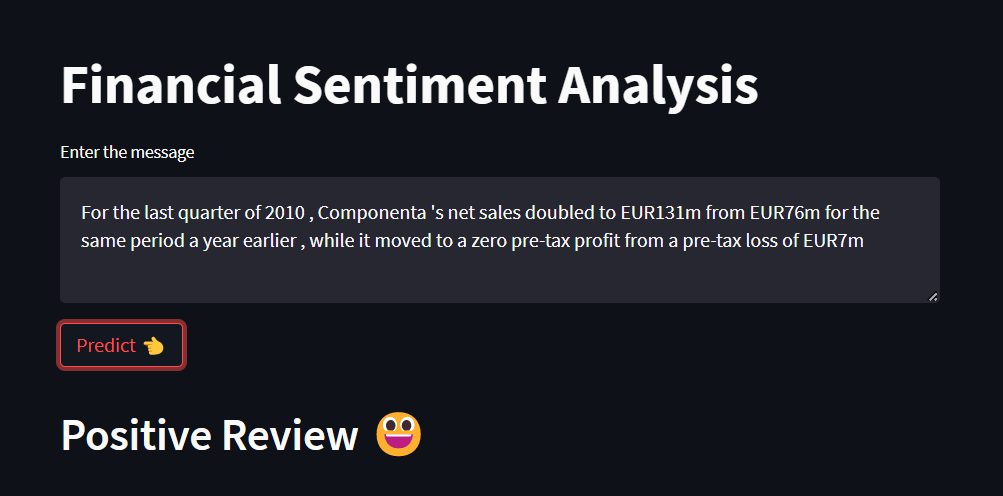 Financial Sentiment Analysis
Enter the message
For the last quarter of 2010 , Componenta 's net sales doubled to EUR131m from EUR76m for the
same period a year earlier , while it moved to a zero pre-tax profit from a pre-tax loss of EUR7m
Predict 👈
Positive Review 😃